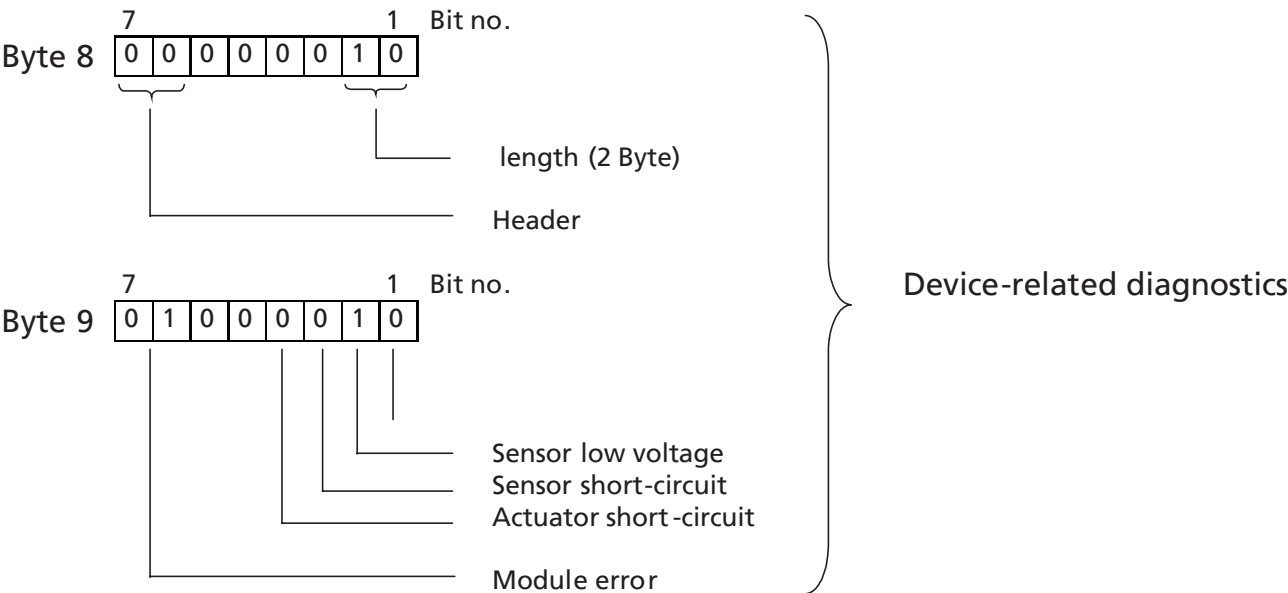 7 1 Bit no.
Byte 8 0 0 0 0 0 0 1 0
length (2 Byte)
Header
7 1 Bit no.
Device-related diagnostics
Byte 9 0 1 0 0 0 0 1 0
Sensor low voltage
Sensor short-circuit
Actuator short-circuit
Module error